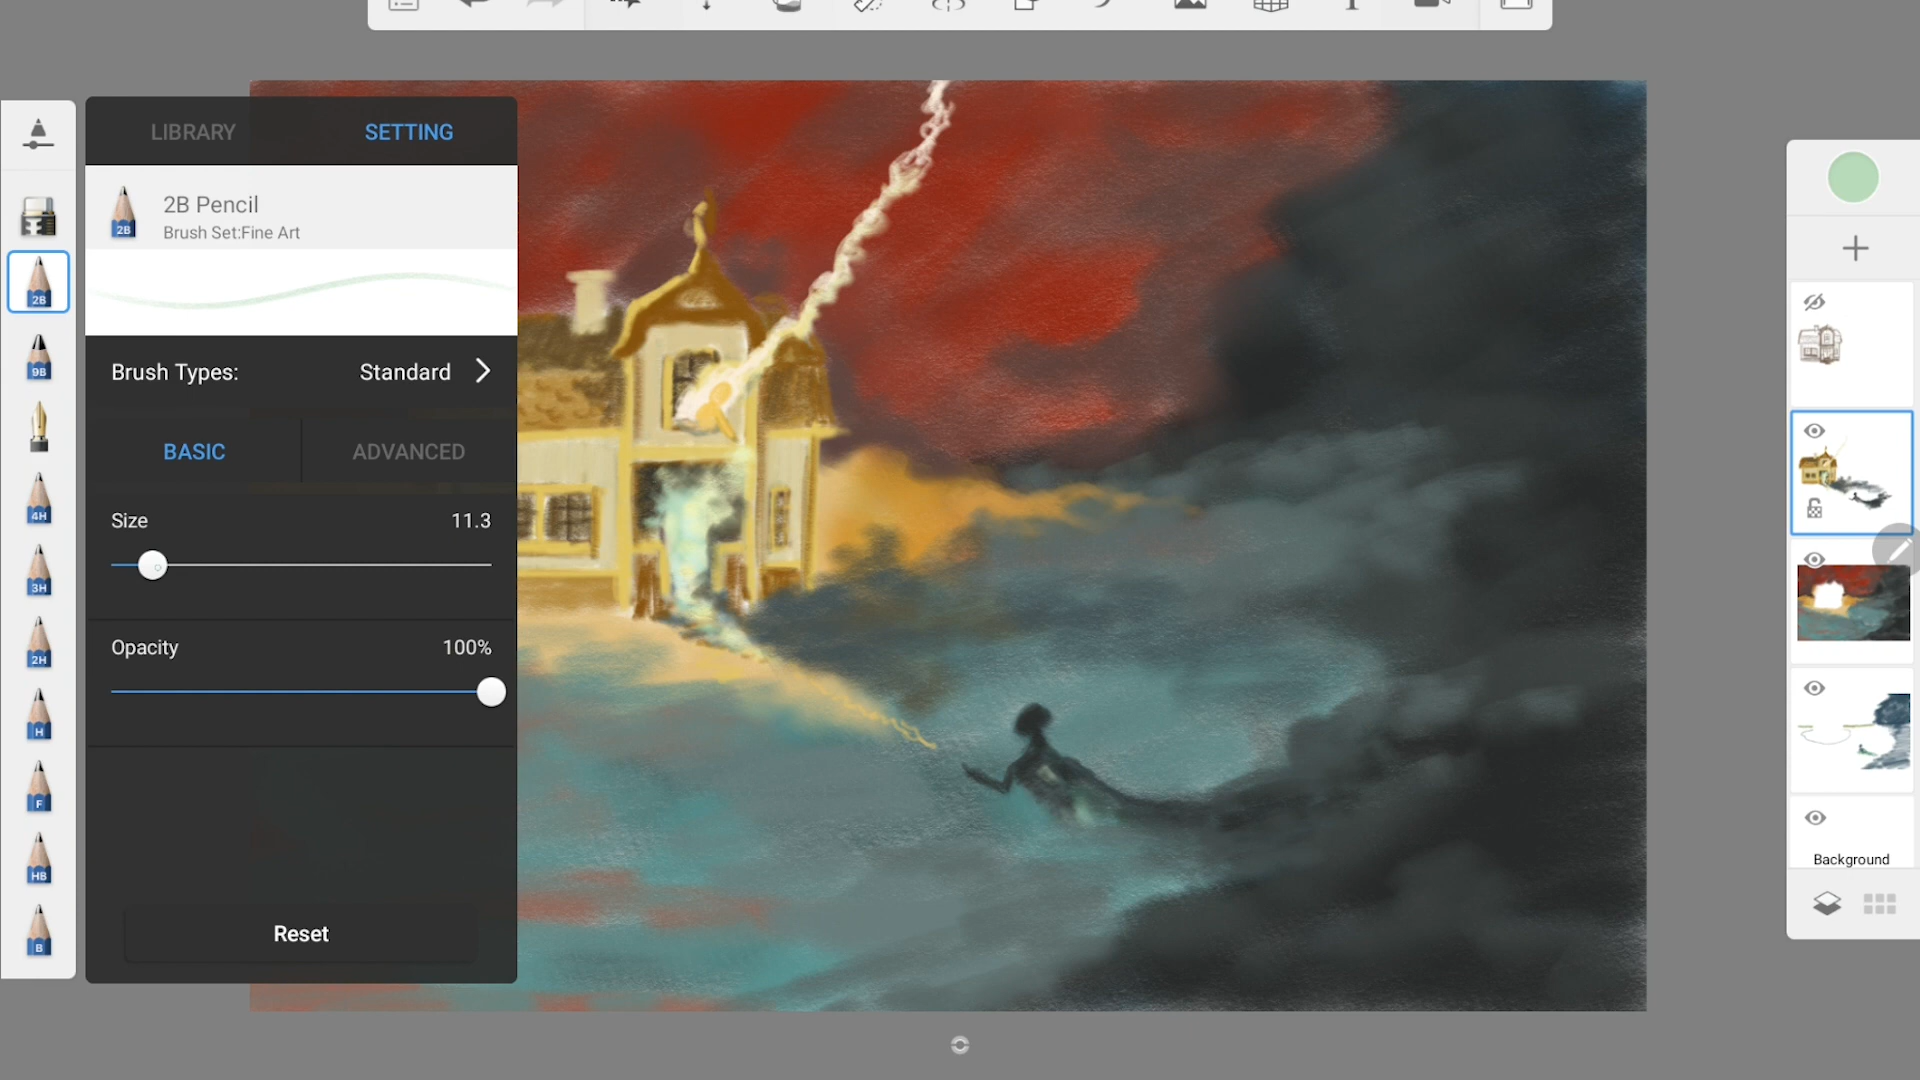 LIBRARY SETTING
2B Pencil
2B
Brush Set:Fine Art
2B
9B
Brush Types: Standard
BASIC ADVANCED
4H
Size 11.3
3H
Opacity 100%
2H
H
F
HB
Background
Reset
B